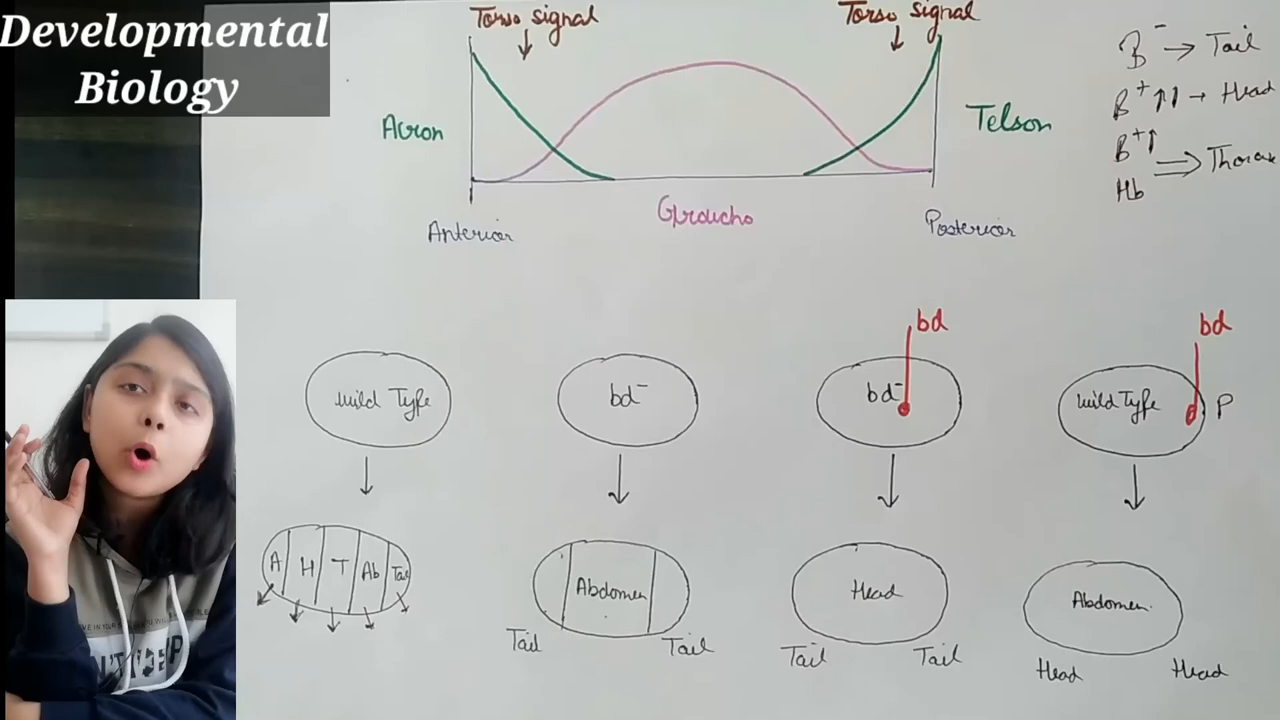 Developmental
Biology
Torso signal
Torso signal
B⁻ → Tail
B⁺ ↑↑ → Head
B⁺↑
Hb
⇒ Thorax
Acron
Telson
Groucho
Anterior
Posterior
bd
bd
Wild Type
bd⁻
bd⁻
Wild Type
P
A H T Ab Tail
Abdomen
Head
Abdomen
Tail
Tail
Tail
Tail
Head
Head